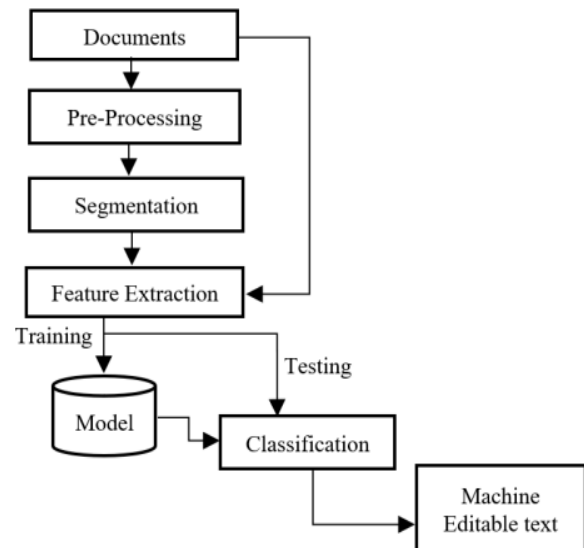 Documents
Pre-Processing
Segmentation
Feature Extraction
Training
Testing
Model
Classification
Machine
Editable text